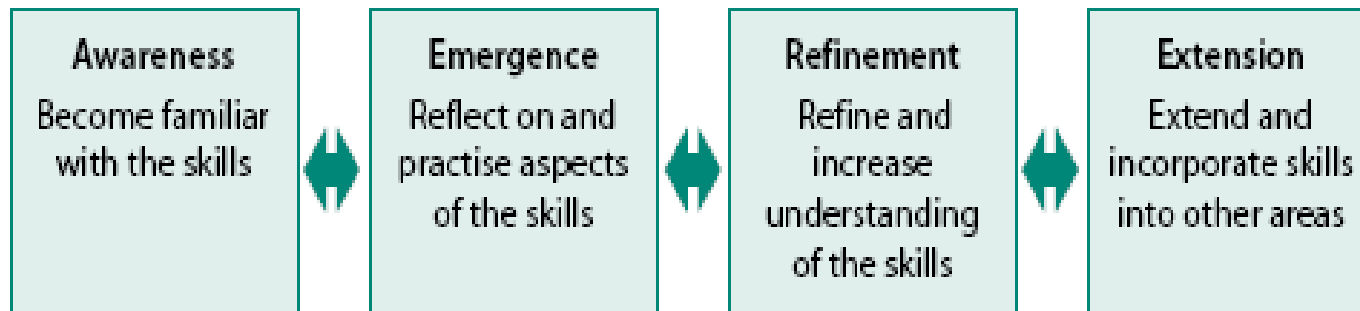 Awareness
Become familiar
with the skills
Emergence
Reflect on and
practise aspects
of the skills
Refinement
Refine and
increase
understanding
of the skills
Extension
Extend and
incorporate skills
into other areas